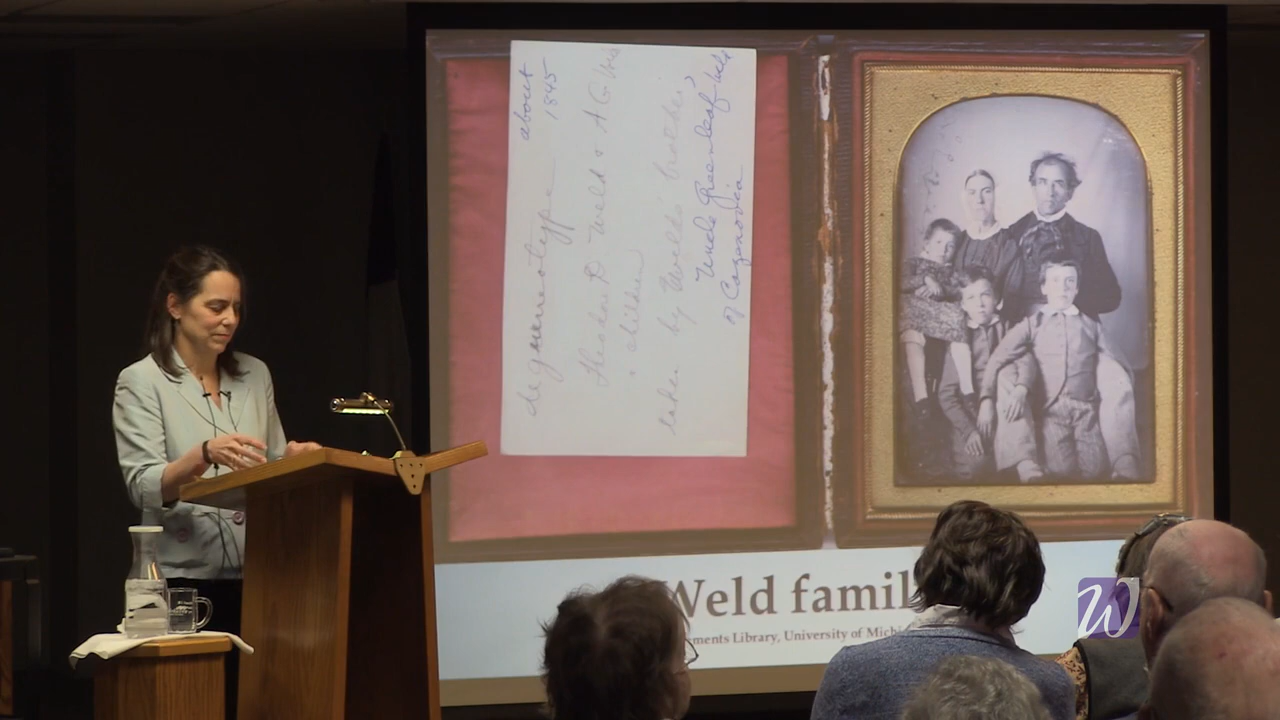 about
1845
daguerreotype
Theodore D Weld & A G Weld
& children
taken by Weld's brother,
Uncle Greenleaf Weld
of Cazenovia
Weld famil
ments Library, University of Michi
W